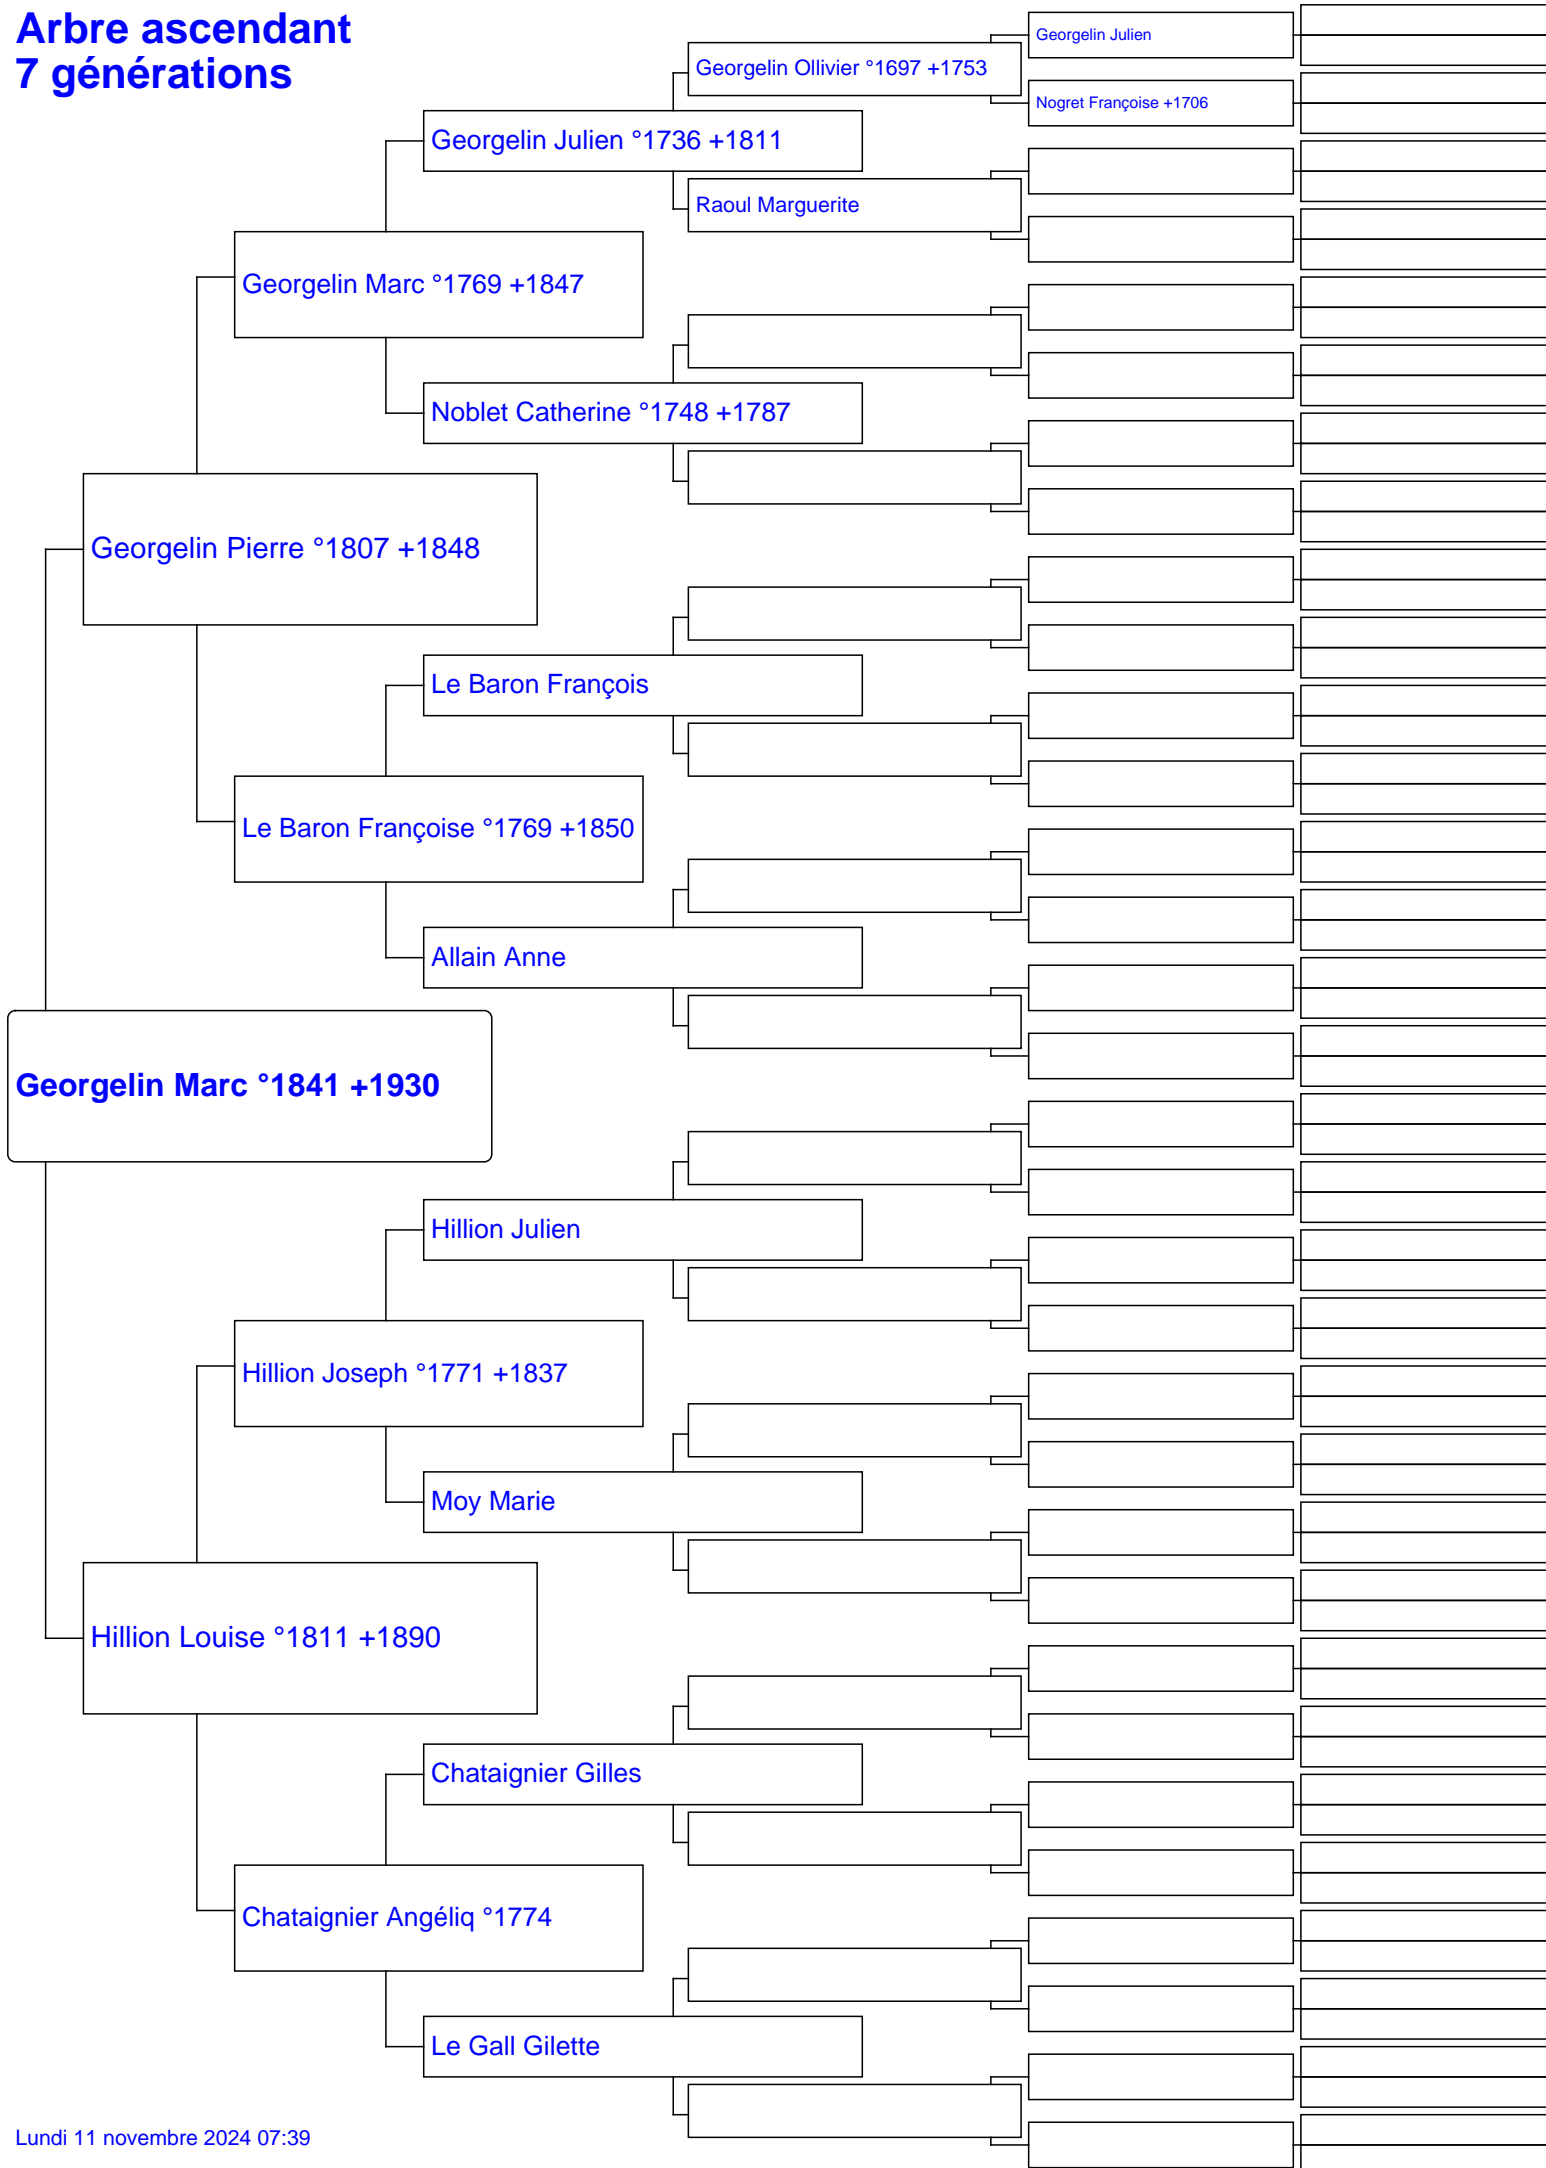 Arbre ascendant
7 générations
Georgelin Julien
Georgelin Ollivier °1697 +1753
Nogret Françoise +1706
Georgelin Julien °1736 +1811
Raoul Marguerite
Georgelin Marc °1769 +1847
Noblet Catherine °1748 +1787
Georgelin Pierre °1807 +1848
Le Baron François
Le Baron Françoise °1769 +1850
Allain Anne
Georgelin Marc °1841 +1930
Hillion Julien
Hillion Joseph °1771 +1837
Moy Marie
Hillion Louise °1811 +1890
Chataignier Gilles
Chataignier Angéliq °1774
Le Gall Gilette
Lundi 11 novembre 2024 07:39